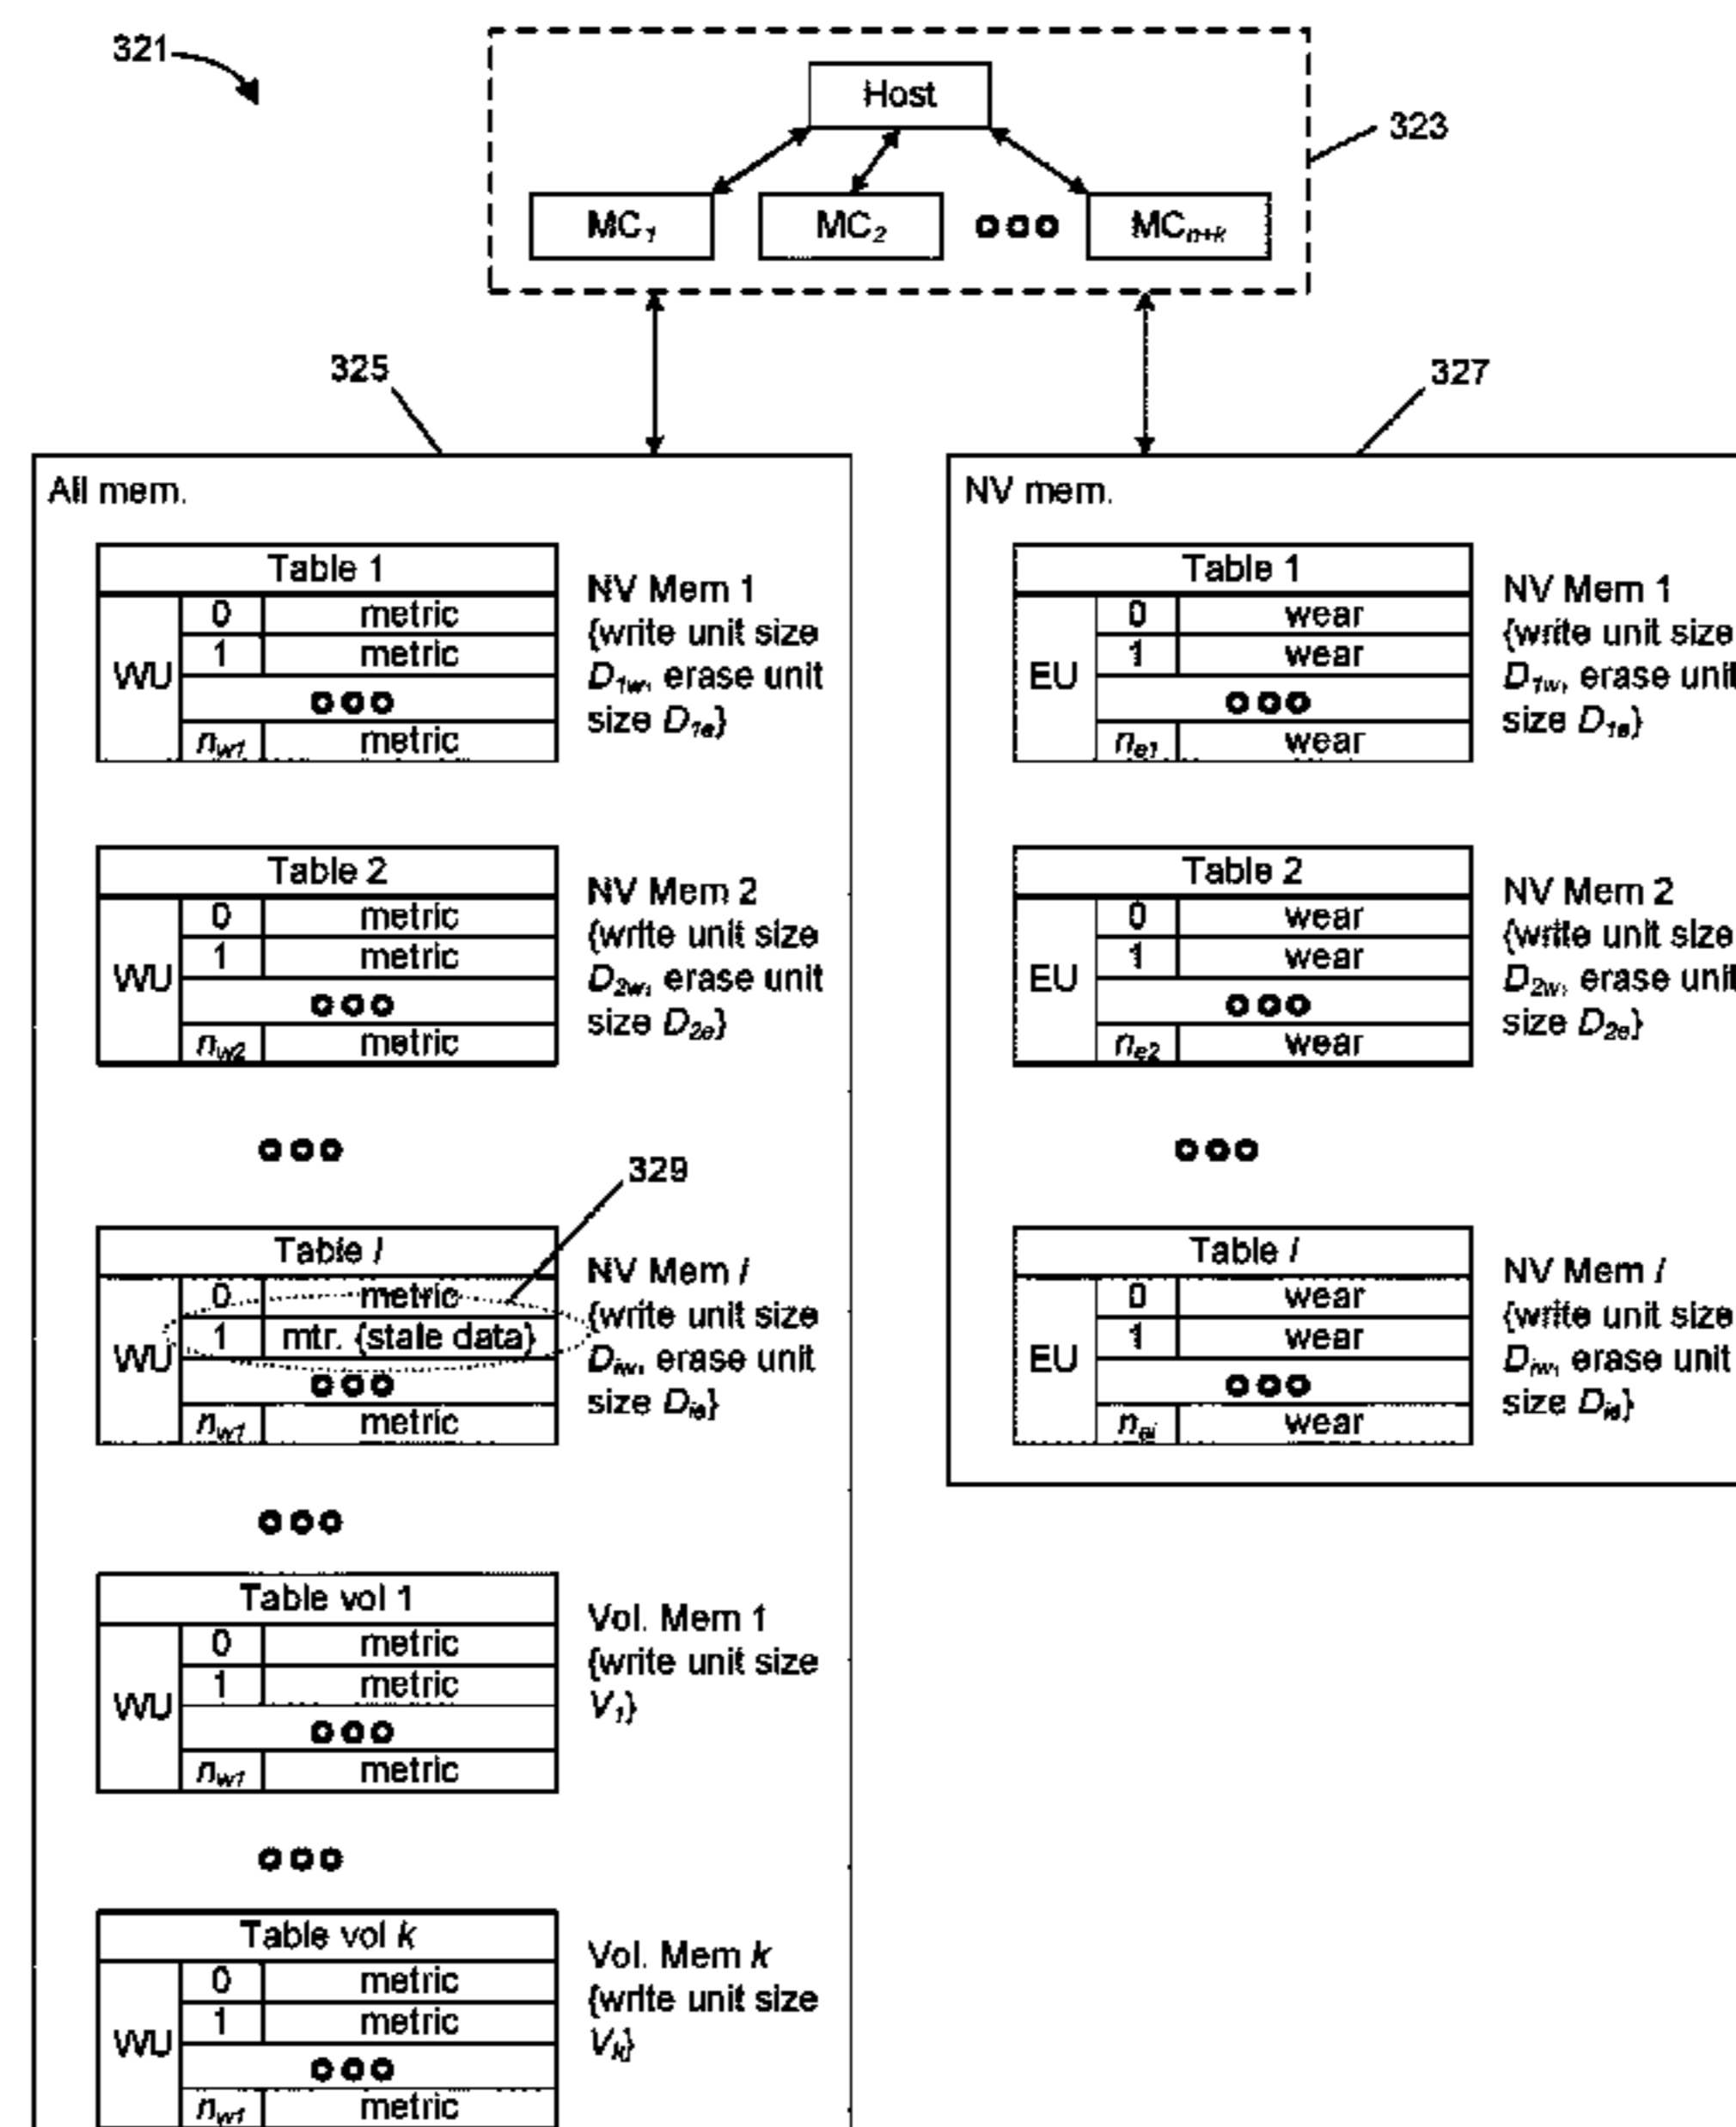 321
Host
323
MC1 MC2 MCn+k
325
327
All mem.
Table 1
WU
0 metric
1 metric
nw1 metric
NV Mem 1
{write unit size
D1w, erase unit
size D1e}
Table 2
WU
0 metric
1 metric
nw2 metric
NV Mem 2
{write unit size
D2w, erase unit
size D2e}
329
Table i
WU
0 metric
1 mtr. (stale data)
nw1 metric
NV Mem i
{write unit size
Diw, erase unit
size Die}
Table vol 1
WU
0 metric
1 metric
nw1 metric
Vol. Mem 1
{write unit size
V1}
Table vol k
WU
0 metric
1 metric
nw1 metric
Vol. Mem k
{write unit size
Vk}
NV mem.
Table 1
EU
0 wear
1 wear
ne1 wear
NV Mem 1
{write unit size
D1w, erase unit
size D1e}
Table 2
EU
0 wear
1 wear
ne2 wear
NV Mem 2
{write unit size
D2w, erase unit
size D2e}
Table i
EU
0 wear
1 wear
nei wear
NV Mem i
{write unit size
Diw, erase unit
size Die}